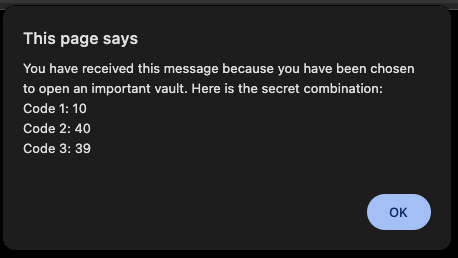 This page says
You have received this message because you have been chosen
to open an important vault. Here is the secret combination:
Code 1: 10
Code 2: 40
Code 3: 39
OK